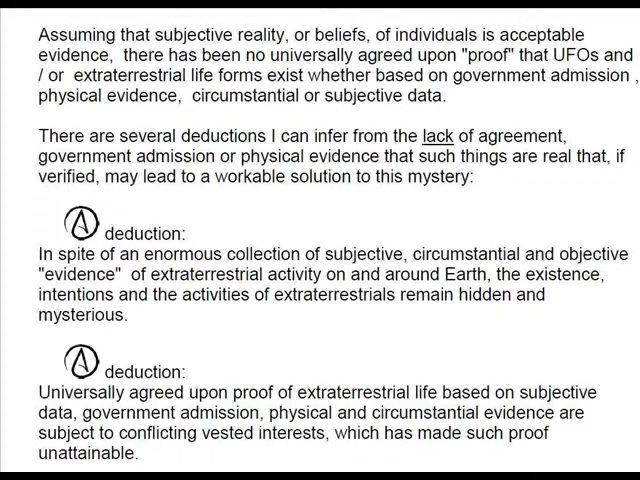 Assuming that subjective reality, or beliefs, of individuals is acceptable
evidence, there has been no universally agreed upon "proof" that UFOs and
/ or extraterrestrial life forms exist whether based on government admission ,
physical evidence, circumstantial or subjective data.
There are several deductions I can infer from the lack of agreement,
government admission or physical evidence that such things are real that, if
verified, may lead to a workable solution to this mystery:
A deduction:
In spite of an enormous collection of subjective, circumstantial and objective
"evidence" of extraterrestrial activity on and around Earth, the existence,
intentions and the activities of extraterrestrials remain hidden and
mysterious.
A deduction:
Universally agreed upon proof of extraterrestrial life based on subjective
data, government admission, physical and circumstantial evidence are
subject to conflicting vested interests, which has made such proof
unattainable.